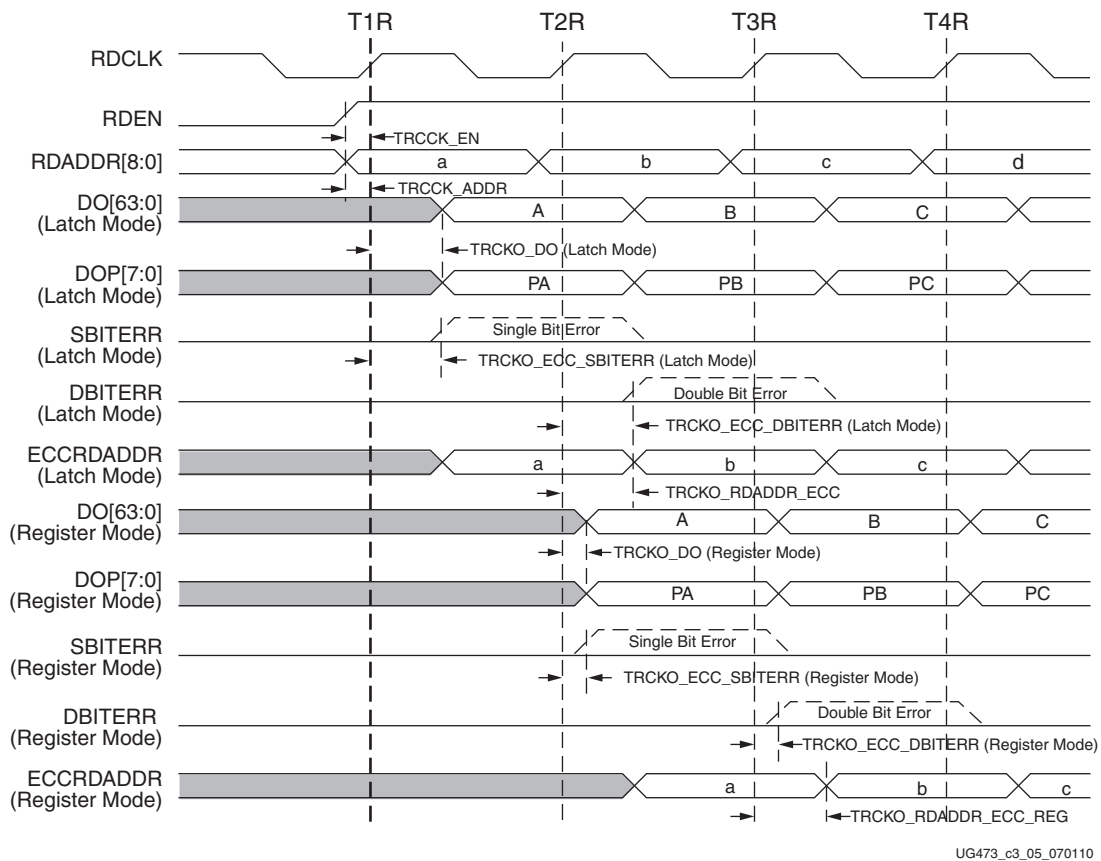 T1R T2R T3R T4R
RDCLK
RDEN
TRCCK_EN
RDADDR[8:0] a b c d
TRCCK_ADDR
DO[63:0]
(Latch Mode) A B C
TRCKO_DO (Latch Mode)
DOP[7:0]
(Latch Mode) PA PB PC
SBITERR
(Latch Mode) Single Bit Error
TRCKO_ECC_SBITERR (Latch Mode)
DBITERR
(Latch Mode) Double Bit Error
TRCKO_ECC_DBITERR (Latch Mode)
ECCRDADDR
(Latch Mode) a b c
TRCKO_RDADDR_ECC
DO[63:0]
(Register Mode) A B C
TRCKO_DO (Register Mode)
DOP[7:0]
(Register Mode) PA PB PC
SBITERR
(Register Mode) Single Bit Error
TRCKO_ECC_SBITERR (Register Mode)
DBITERR
(Register Mode) Double Bit Error
TRCKO_ECC_DBITERR (Register Mode)
ECCRDADDR
(Register Mode) a b c
TRCKO_RDADDR_ECC_REG
UG473_c3_05_070110